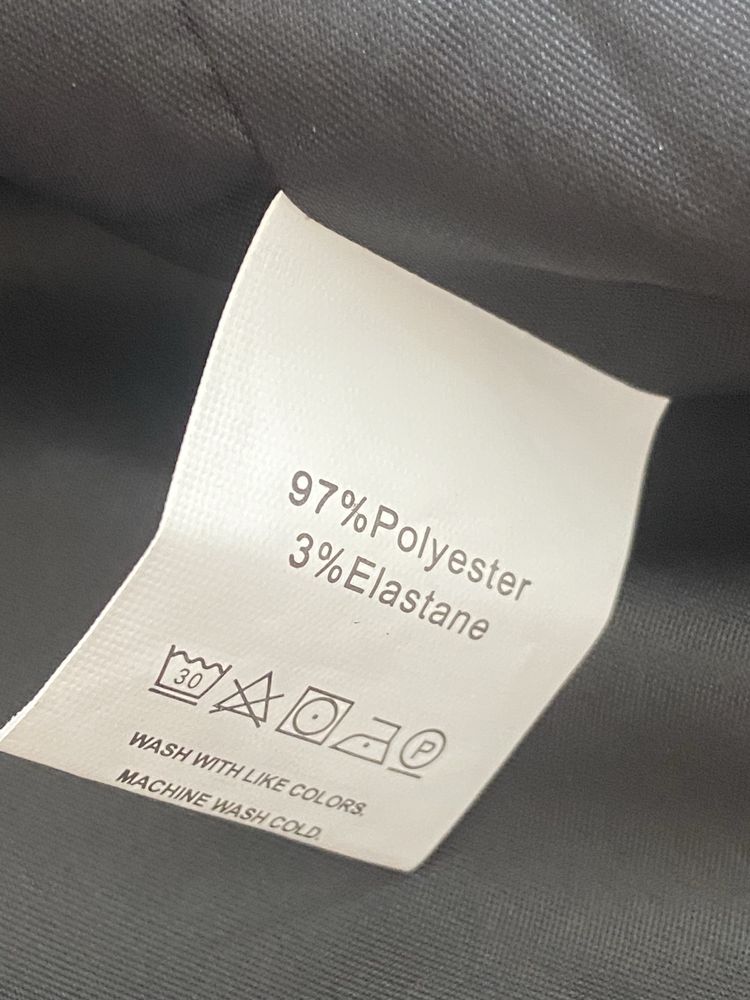 97%Polyester
3%Elastane
30 P
WASH WITH LIKE COLORS,
MACHINE WASH COLD.